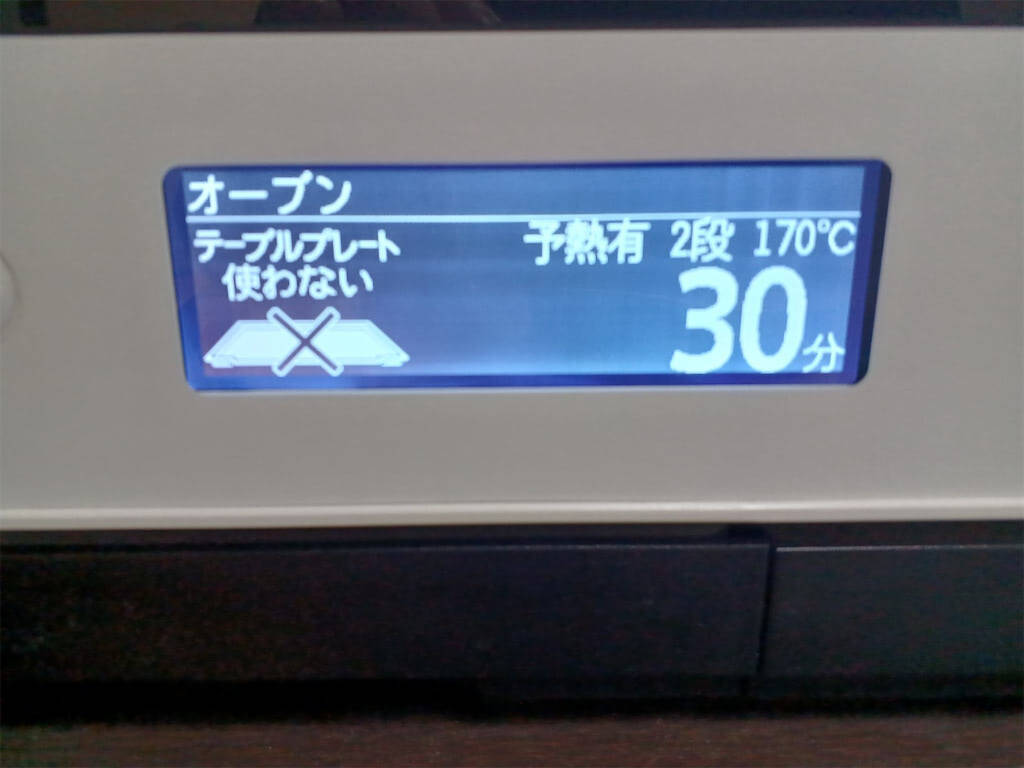 オーブン
テーブルプレート
使わない
予熱有 2段 170℃
30分